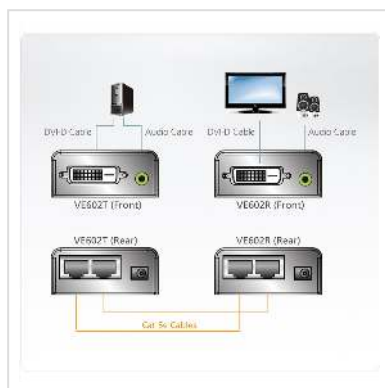 DVI-D Cable Audio Cable DVI-D Cable Audio Cable
VE602T (Front) VE602R (Front)
VE602T (Rear) VE602R (Rear)
Cat 5e Cables